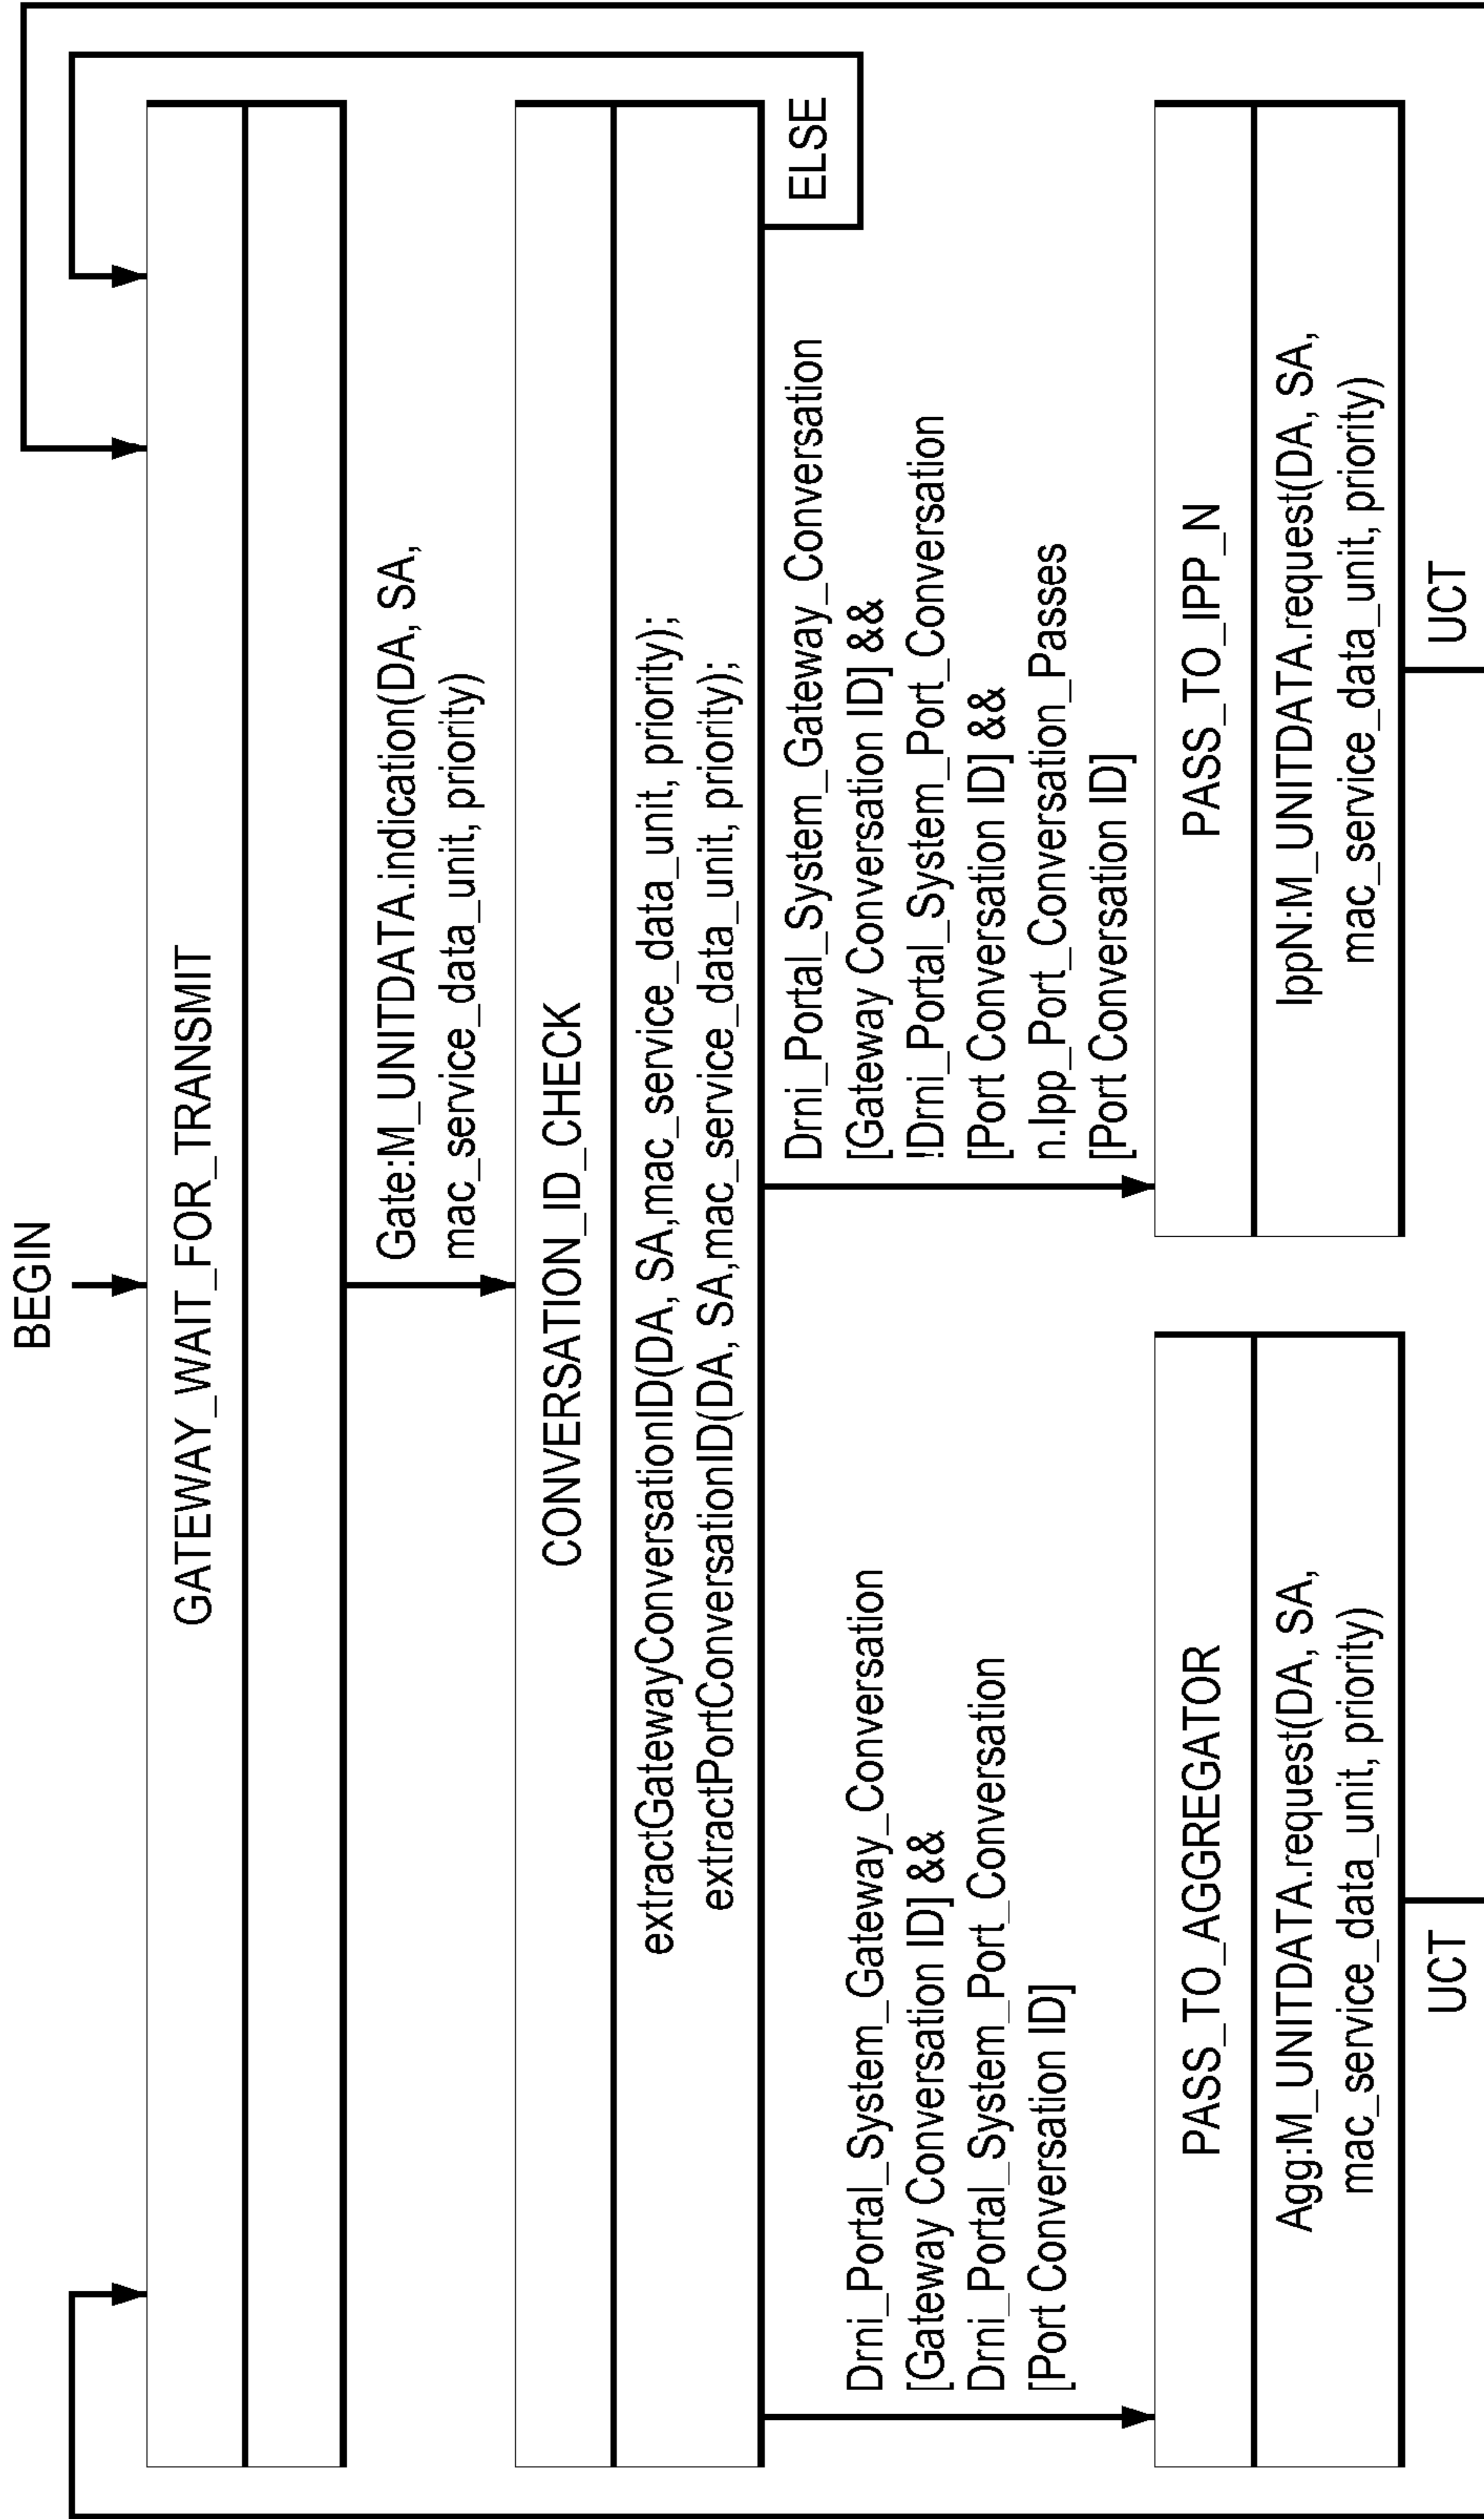 BEGIN
GATEWAY_WAIT_FOR_TRANSMIT
Gate:M_UNITDATA.indication(DA, SA,
mac_service_data_unit, priority)
CONVERSATION_ID_CHECK
extractGatewayConversationID(DA, SA,mac_service_data_unit, priority);
extractPortConversationID(DA, SA,mac_service_data_unit, priority);
ELSE
Drni_Portal_System_Gateway_Conversation
[Gateway Conversion ID] &&
Drni_Portal_System_Port_Conversation
[Port Conversation ID]
Drni_Portal_System_Gateway_Conversation
[Gateway Conversion ID] &&
!Drni_Portal_System_Port_Conversation
[Port Conversation ID] &&
n.Ipp_Port_Conversation_Passes
[Port Conversation ID]
PASS_TO_AGGREGATOR
Agg:M_UNITDATA.request(DA, SA,
mac_service_data_unit, priority)
UCT
PASS_TO_IPP_N
IppN:M_UNITDATA.request(DA, SA,
mac_service_data_unit, priority)
UCT